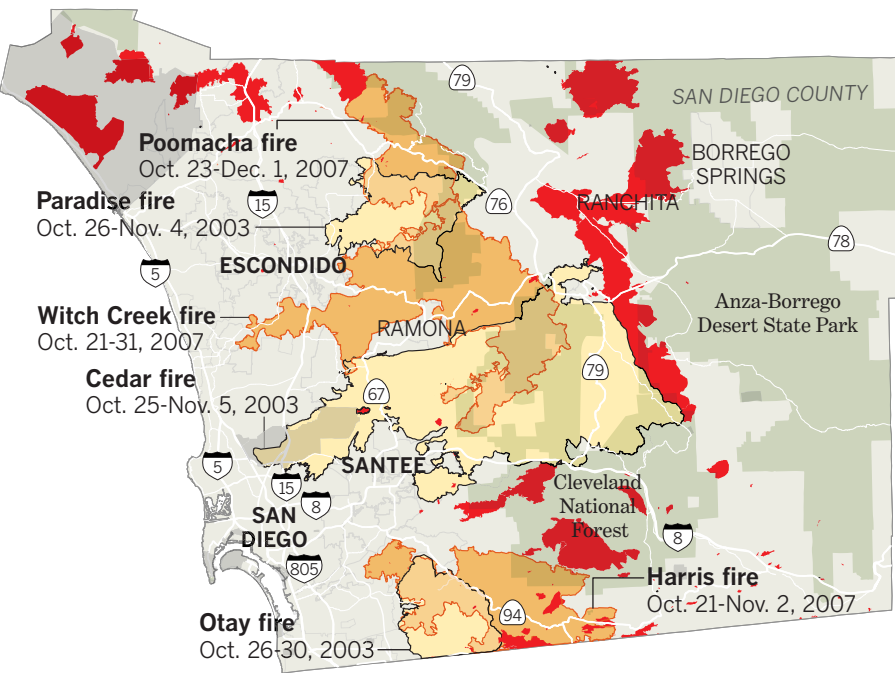 79
SAN DIEGO COUNTY
Poomacha fire
Oct. 23-Dec. 1, 2007
BORREGO
SPRINGS
Paradise fire
Oct. 26-Nov. 4, 2003
15
76
RANCHITA
78
5
ESCONDIDO
Witch Creek fire
Oct. 21-31, 2007
RAMONA
Anza-Borrego
Desert State Park
Cedar fire
Oct. 25-Nov. 5, 2003
67
79
5
15
8
SANTEE
SAN
DIEGO
Cleveland
National
Forest
8
805
Harris fire
Oct. 21-Nov. 2, 2007
94
Otay fire
Oct. 26-30, 2003